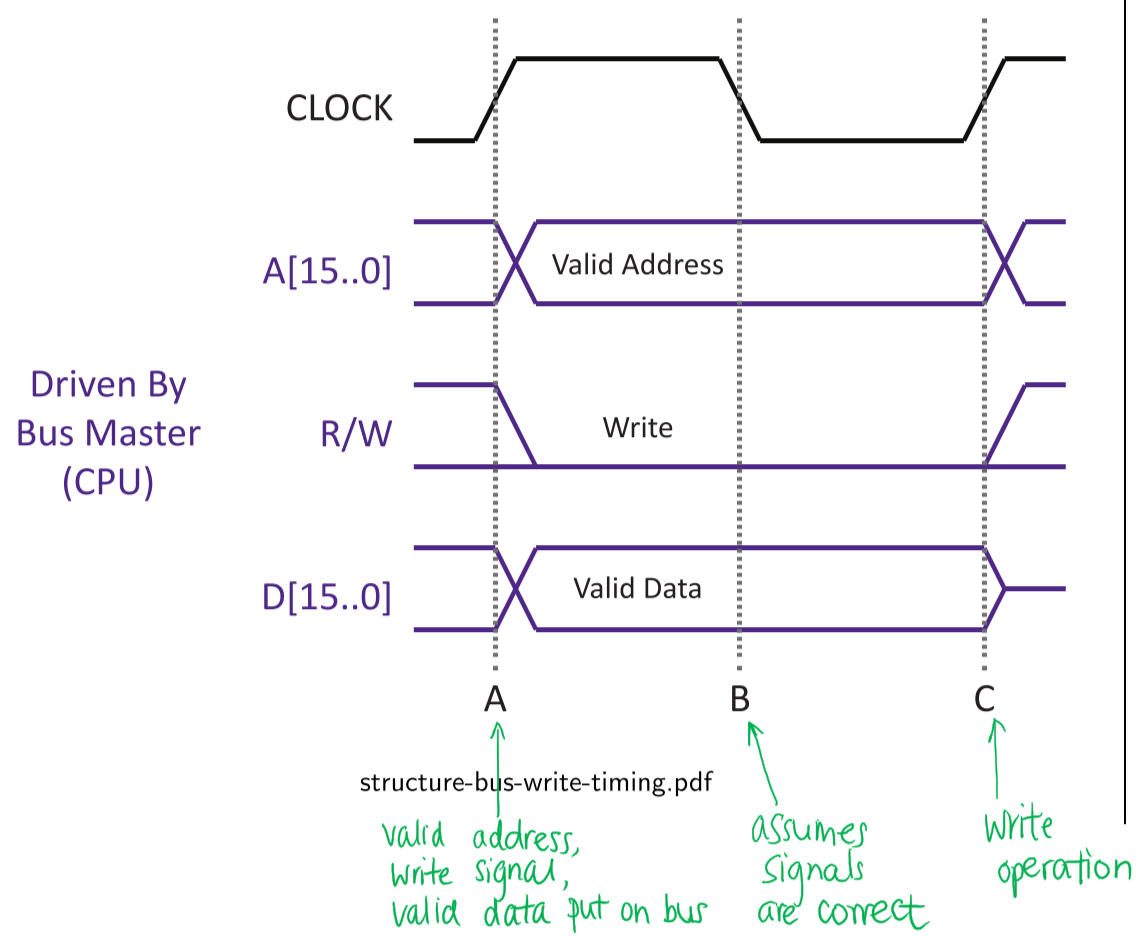 CLOCK
A[15..0]
Valid Address
Driven By
Bus Master
(CPU)
R/W
Write
D[15..0]
Valid Data
A
B
C
structure-bus-write-timing.pdf
valid address,
write signal,
valid data put on bus
assumes
signals
are correct
write
operation